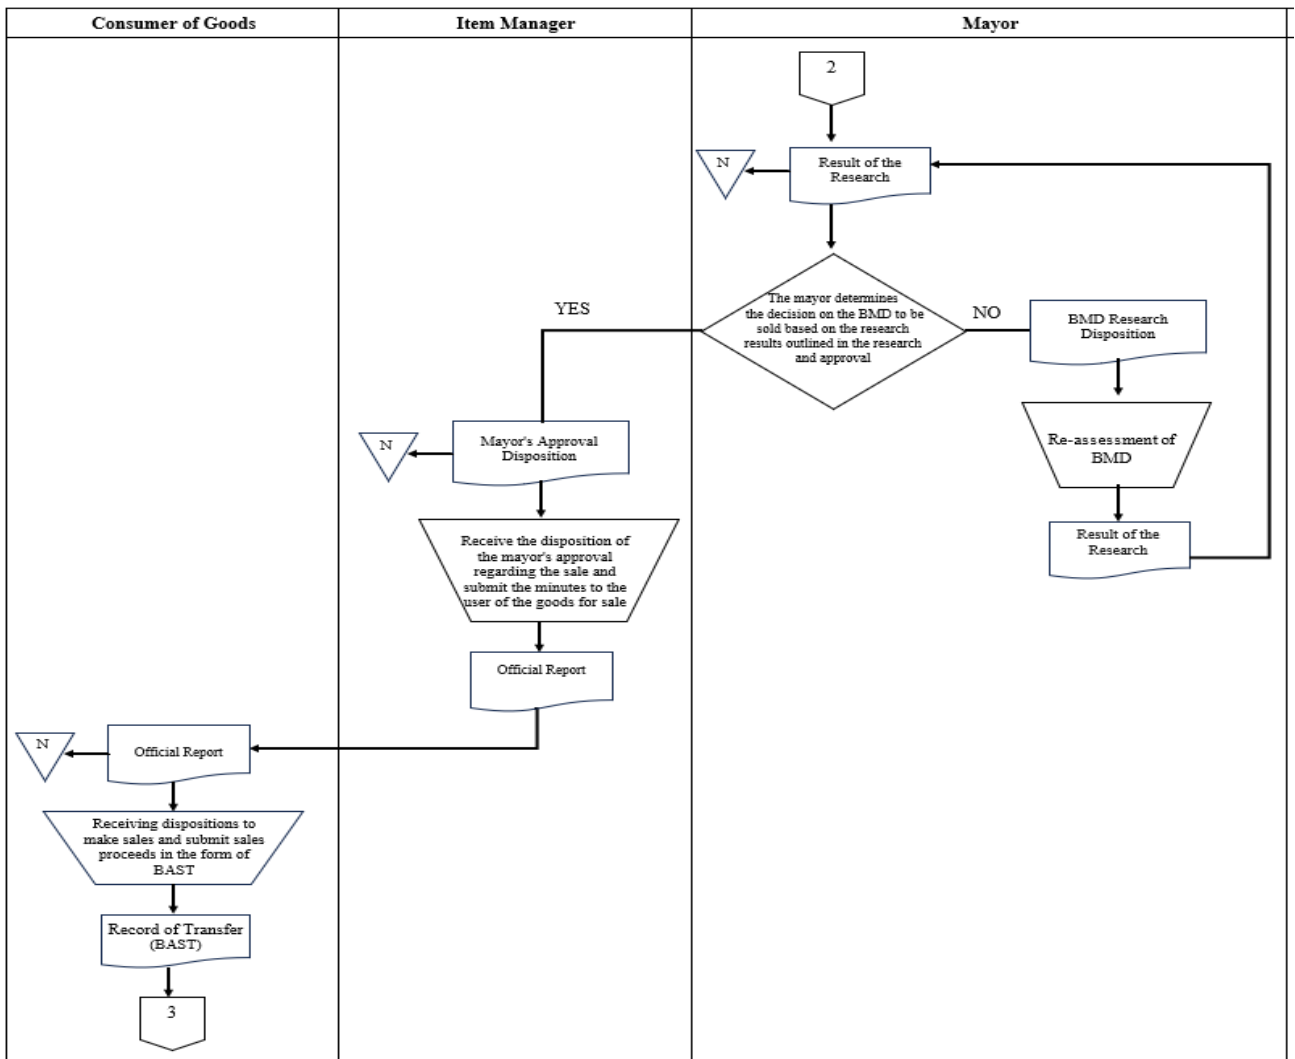 Consumer of Goods
Item Manager
Mayor
2
N
Result of the
Research
The mayor determines
the decision on the BMD to be
sold based on the research
results outlined in the research
and approval
YES
NO
BMD Research
Disposition
Re-assessment of
BMD
Result of the
Research
N
Mayor's Approval
Disposition
Receive the disposition of
the mayor's approval
regarding the sale and
submit the minutes to the
user of the goods for sale
Official Report
N
Official Report
Receiving dispositions to
make sales and submit sales
proceeds in the form of
BAST
Record of Transfer
(BAST)
3